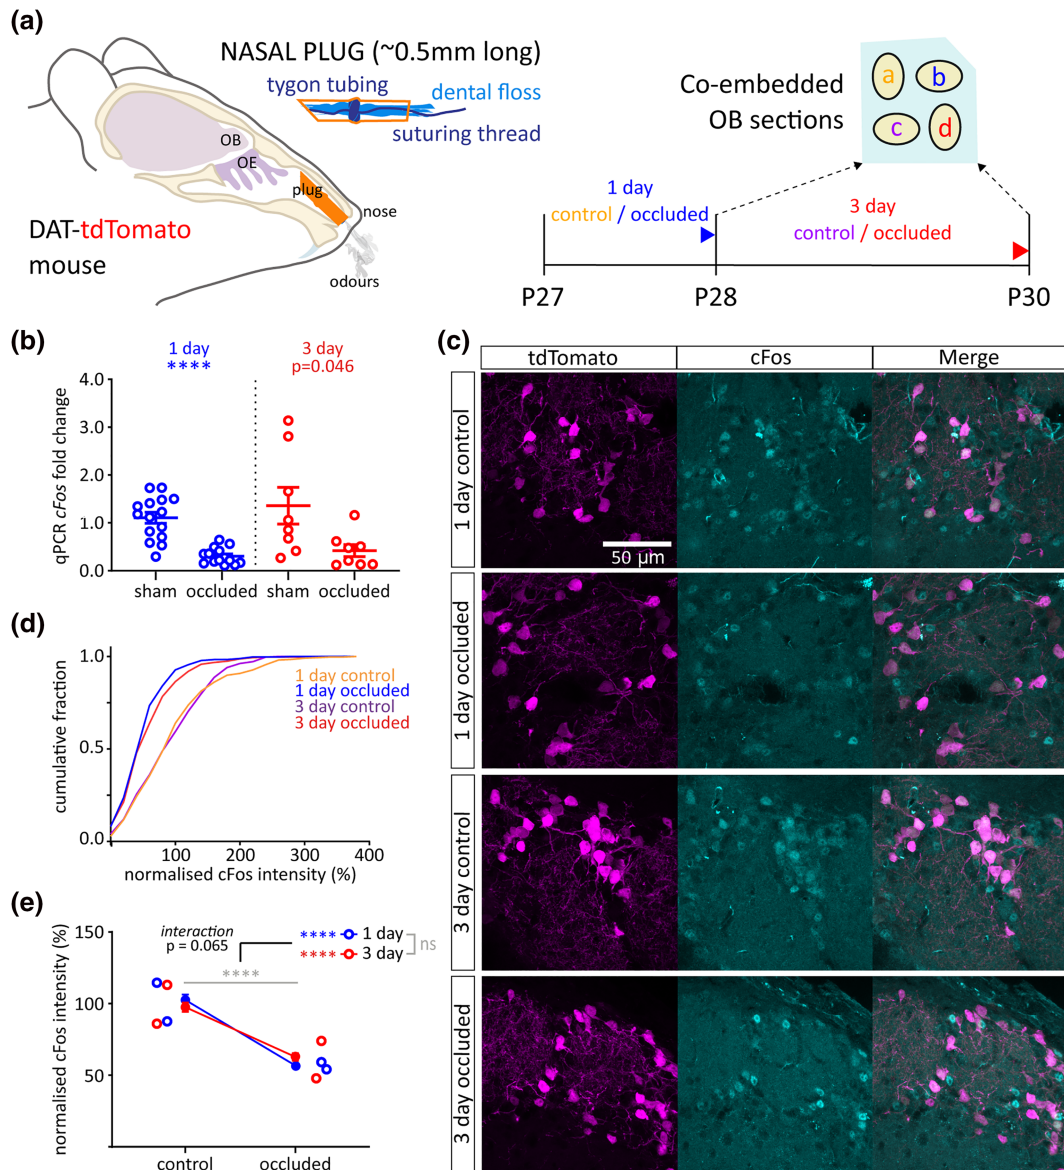 (a)
NASAL PLUG (~0.5mm long)
tygon tubing
dental floss
suturing thread
OB
OE
plug
nose
odours
DAT-tdTomato
mouse
Co-embedded
OB sections
a
b
c
d
1 day
control / occluded
3 day
control / occluded
P27
P28
P30
(b)
1 day
****
3 day
p=0.046
qPCR cFos fold change
4.0
3.0
2.0
1.0
0.0
sham
occluded
sham
occluded
(c)
tdTomato
cFos
Merge
1 day control
50 µm
1 day occluded
3 day control
3 day occluded
(d)
cumulative fraction
1.0
0.5
0.0
1 day control
1 day occluded
3 day control
3 day occluded
100
200
300
400
normalised cFos intensity (%)
(e)
normalised cFos intensity (%)
150
100
50
interaction
p = 0.065
**** 1 day
**** 3 day
ns
****
control
occluded